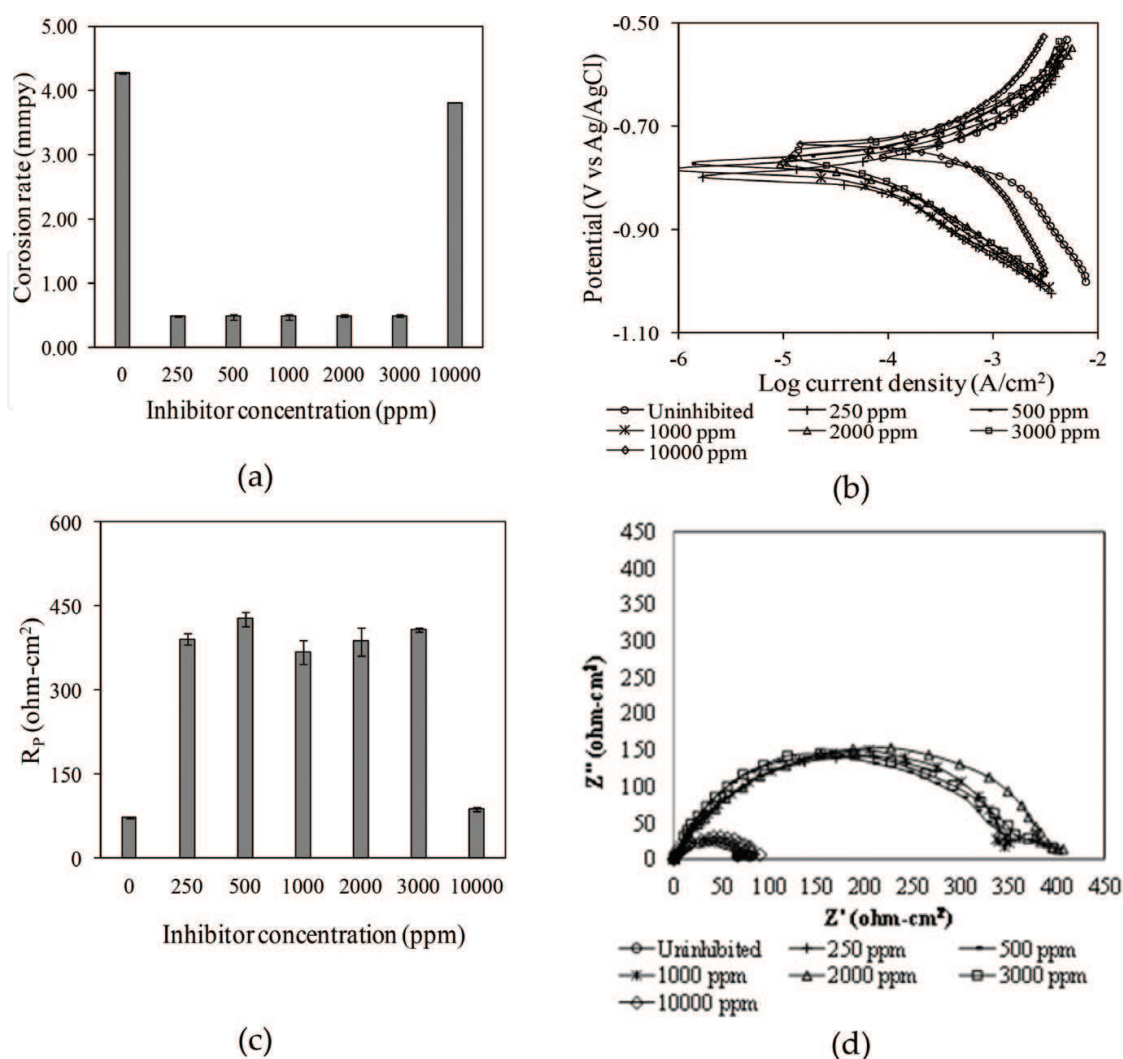 5.00
4.00
3.00
2.00
1.00
0.00
Corosion rate (mmpy)
0 250 500 1000 2000 3000 10000
Inhibitor concentration (ppm)
(a)
-0.50
-0.70
-0.90
-1.10
Potential (V vs Ag/AgCl)
-6 -5 -4 -3 -2
Log current density (A/cm²)
Uninhibited 250 ppm 500 ppm
1000 ppm 2000 ppm 3000 ppm
10000 ppm
(b)
600
450
300
150
0
RP (ohm-cm²)
0 250 500 1000 2000 3000 10000
Inhibitor concentration (ppm)
(c)
450
400
350
300
250
200
150
100
50
0
Z'' (ohm-cm²)
0 50 100 150 200 250 300 350 400 450
Z' (ohm-cm²)
Uninhibited 250 ppm 500 ppm
1000 ppm 2000 ppm 3000 ppm
10000 ppm
(d)